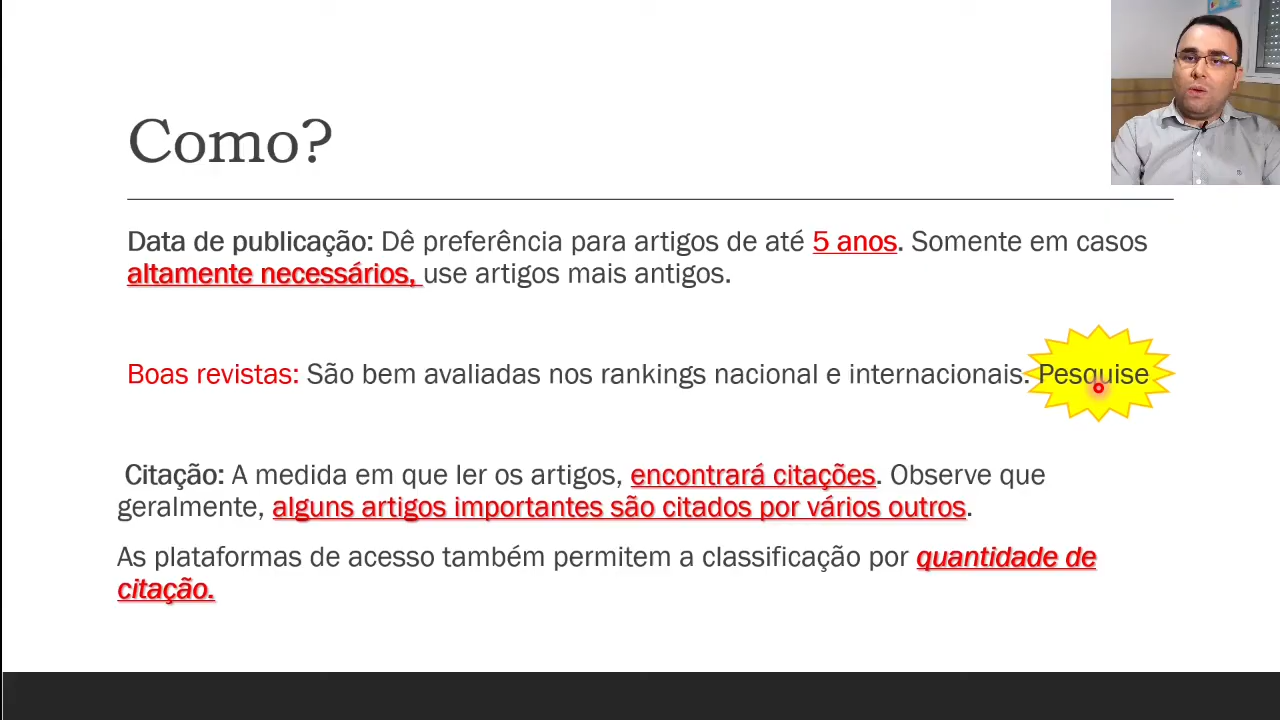 Como?
Data de publicação: Dê preferência para artigos de até 5 anos. Somente em casos
altamente necessários, use artigos mais antigos.
Boas revistas: São bem avaliadas nos rankings nacional e internacionais. Pesquise
Citação: A medida em que ler os artigos, encontrará citações. Observe que
geralmente, alguns artigos importantes são citados por vários outros.
As plataformas de acesso também permitem a classificação por quantidade de
citação.